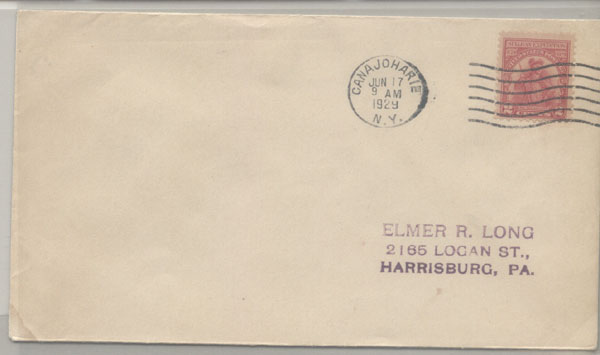 CANAJOHARIE
JUN 17
9 AM
1929
N.Y.
ELMER R. LONG
2165 LOGAN ST.,
HARRISBURG, PA.